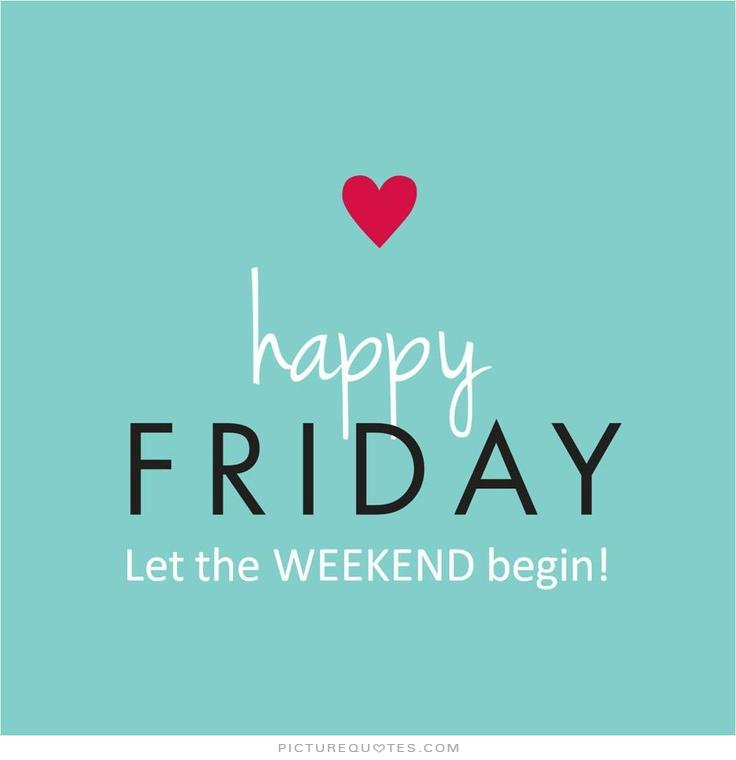 happy
FRIDAY
Let the WEEKEND begin!
PICTUREQUOTES.COM